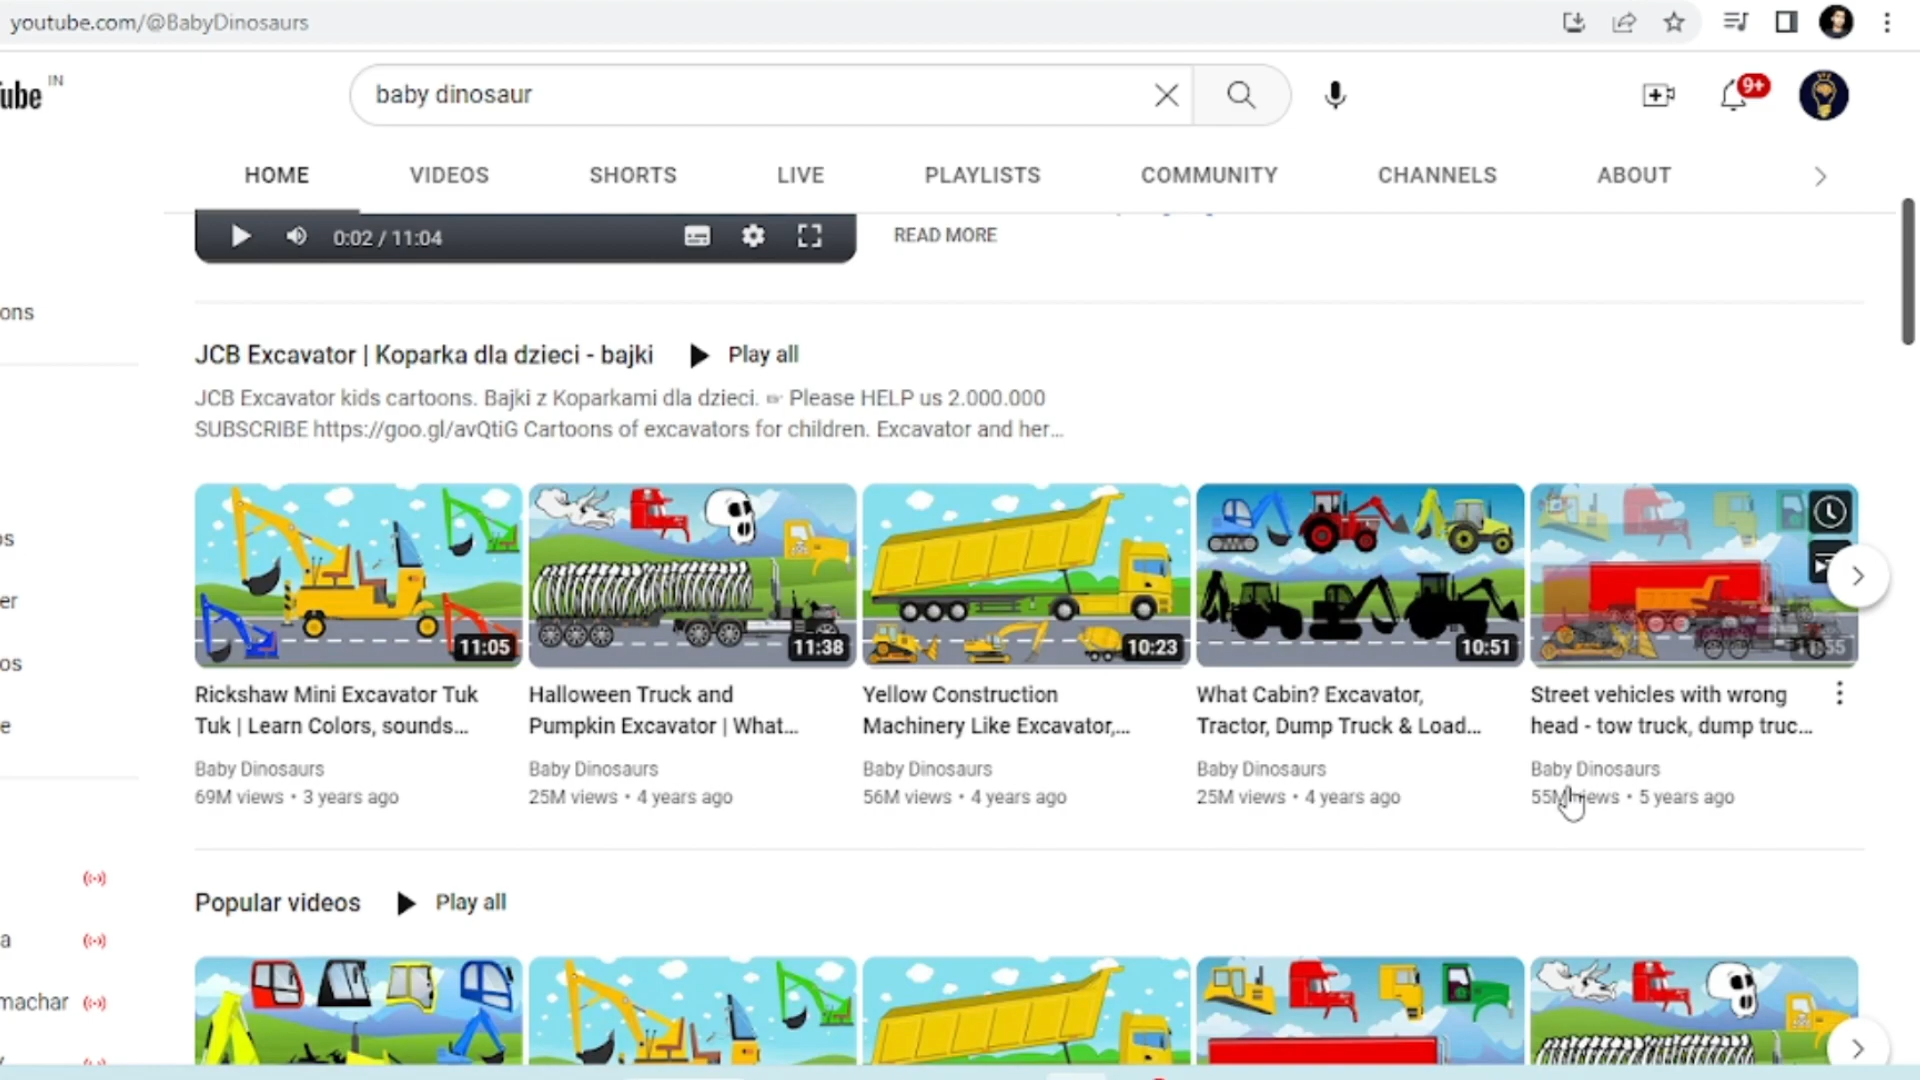 youtube.com/@BabyDinosaurs
ube IN
baby dinosaur
9+
HOME VIDEOS SHORTS LIVE PLAYLISTS COMMUNITY CHANNELS ABOUT
0:02 / 11:04
READ MORE
ons
JCB Excavator | Koparka dla dzieci - bajki Play all
JCB Excavator kids cartoons. Bajki z Koparkami dla dzieci. ☞ Please HELP us 2.000.000
SUBSCRIBE https://goo.gl/avQtiG Cartoons of excavators for children. Excavator and her...
os
er
os
e
11:05 11:38 10:23 10:51
Rickshaw Mini Excavator Tuk
Tuk | Learn Colors, sounds...
Baby Dinosaurs
69M views • 3 years ago
Halloween Truck and
Pumpkin Excavator | What...
Baby Dinosaurs
25M views • 4 years ago
Yellow Construction
Machinery Like Excavator,...
Baby Dinosaurs
56M views • 4 years ago
What Cabin? Excavator,
Tractor, Dump Truck & Load...
Baby Dinosaurs
25M views • 4 years ago
Street vehicles with wrong
head - tow truck, dump truc...
Baby Dinosaurs
55M views • 5 years ago
Popular videos Play all
a
machar